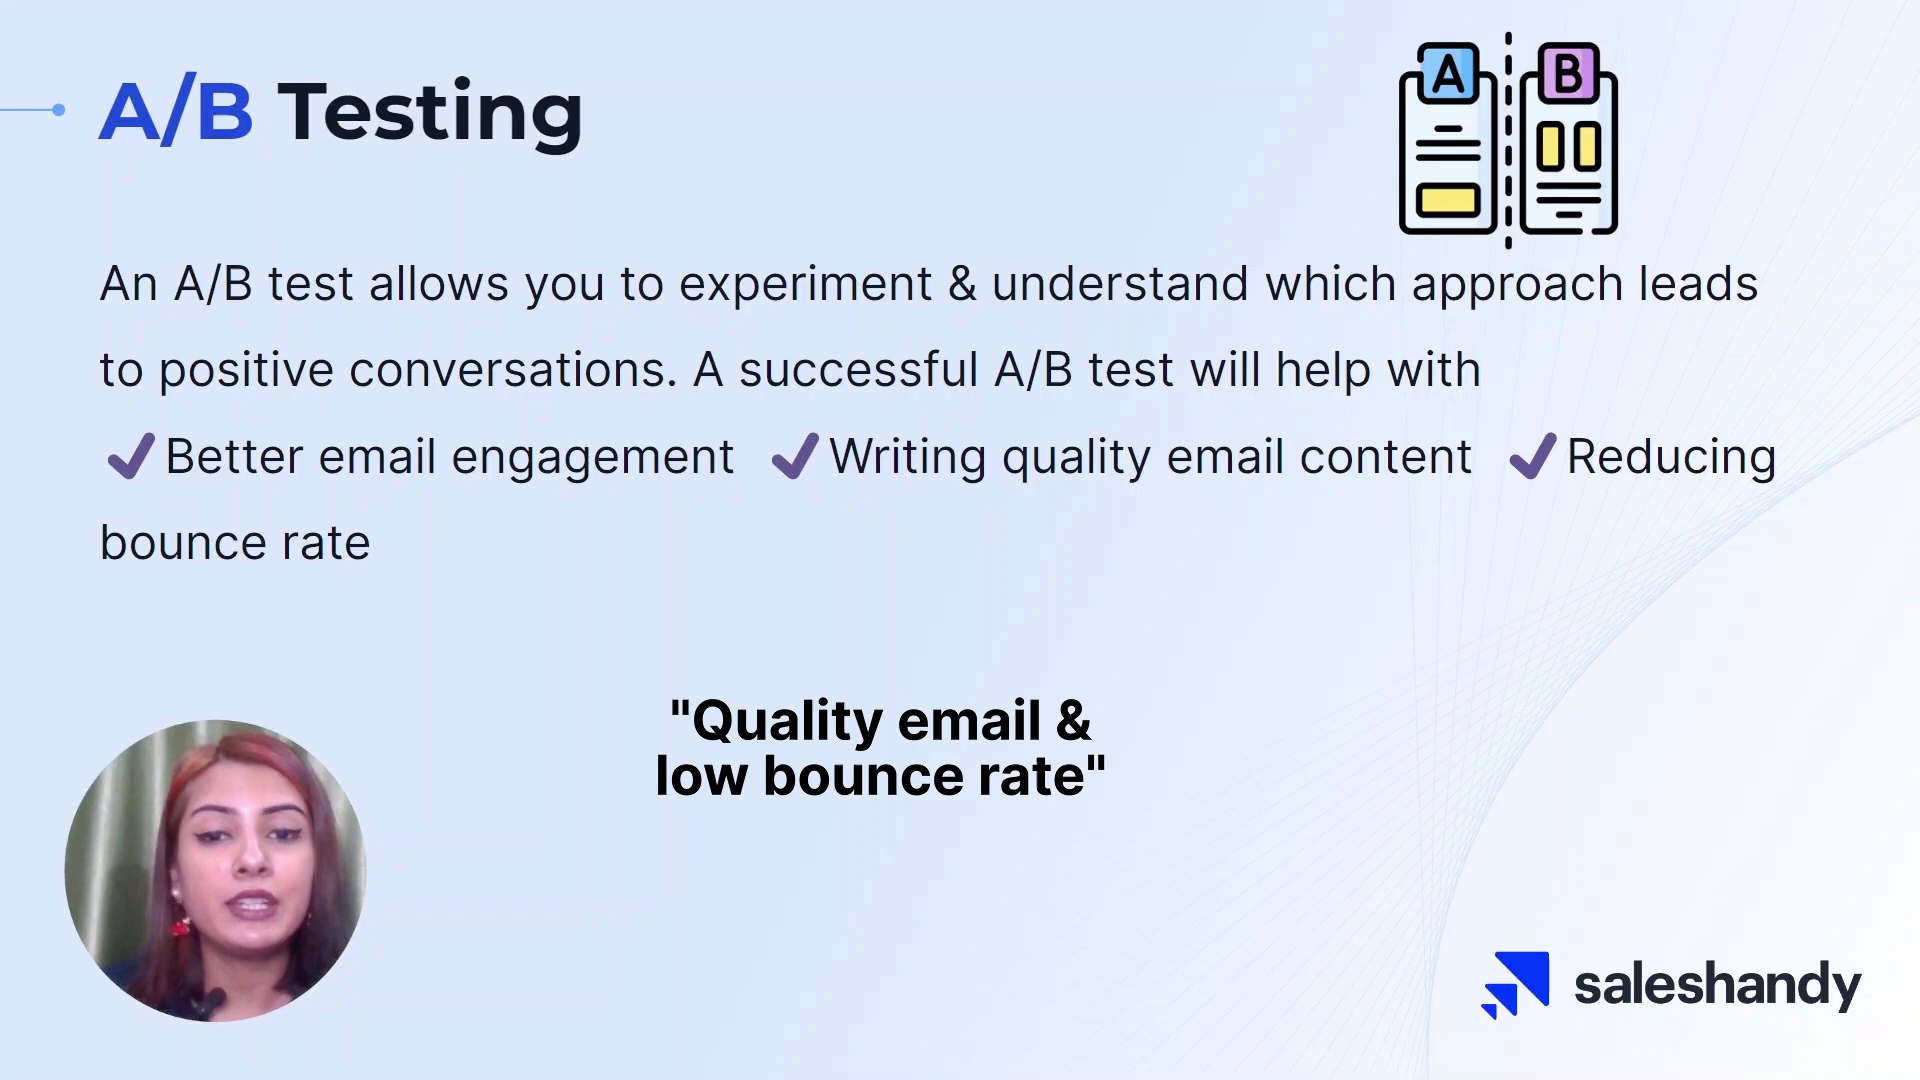 A/B Testing
A
B
An A/B test allows you to experiment & understand which approach leads
to positive conversations. A successful A/B test will help with
✔Better email engagement ✔Writing quality email content ✔Reducing
bounce rate
"Quality email &
low bounce rate"
saleshandy